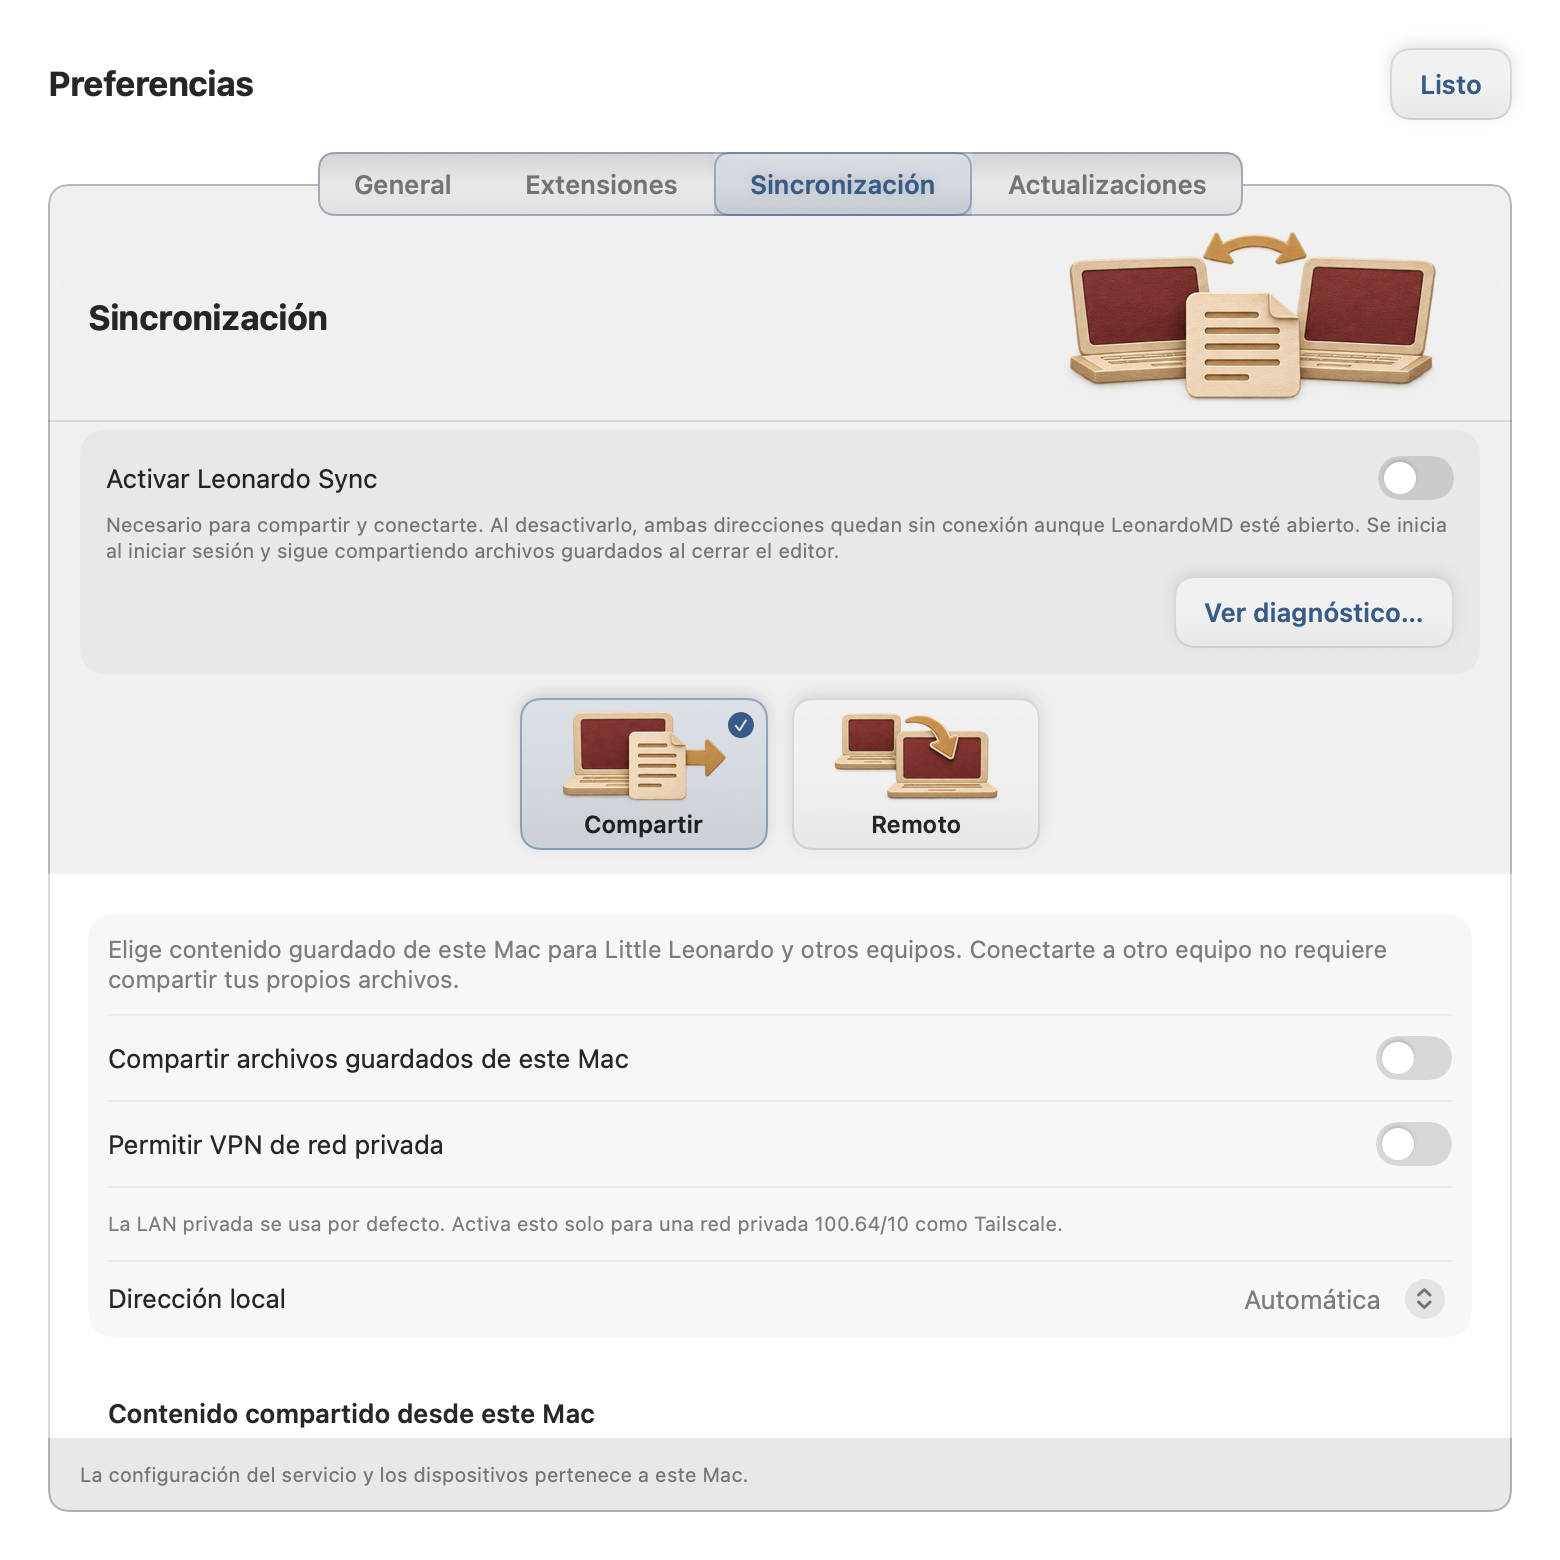 Preferencias
Listo
General
Extensiones
Sincronización
Actualizaciones
Sincronización
Activar Leonardo Sync
Necesario para compartir y conectarte. Al desactivarlo, ambas direcciones quedan sin conexión aunque LeonardoMD esté abierto. Se inicia
al iniciar sesión y sigue compartiendo archivos guardados al cerrar el editor.
Ver diagnóstico...
Compartir
Remoto
Elige contenido guardado de este Mac para Little Leonardo y otros equipos. Conectarte a otro equipo no requiere
compartir tus propios archivos.
Compartir archivos guardados de este Mac
Permitir VPN de red privada
La LAN privada se usa por defecto. Activa esto solo para una red privada 100.64/10 como Tailscale.
Dirección local
Automática
Contenido compartido desde este Mac
La configuración del servicio y los dispositivos pertenece a este Mac.